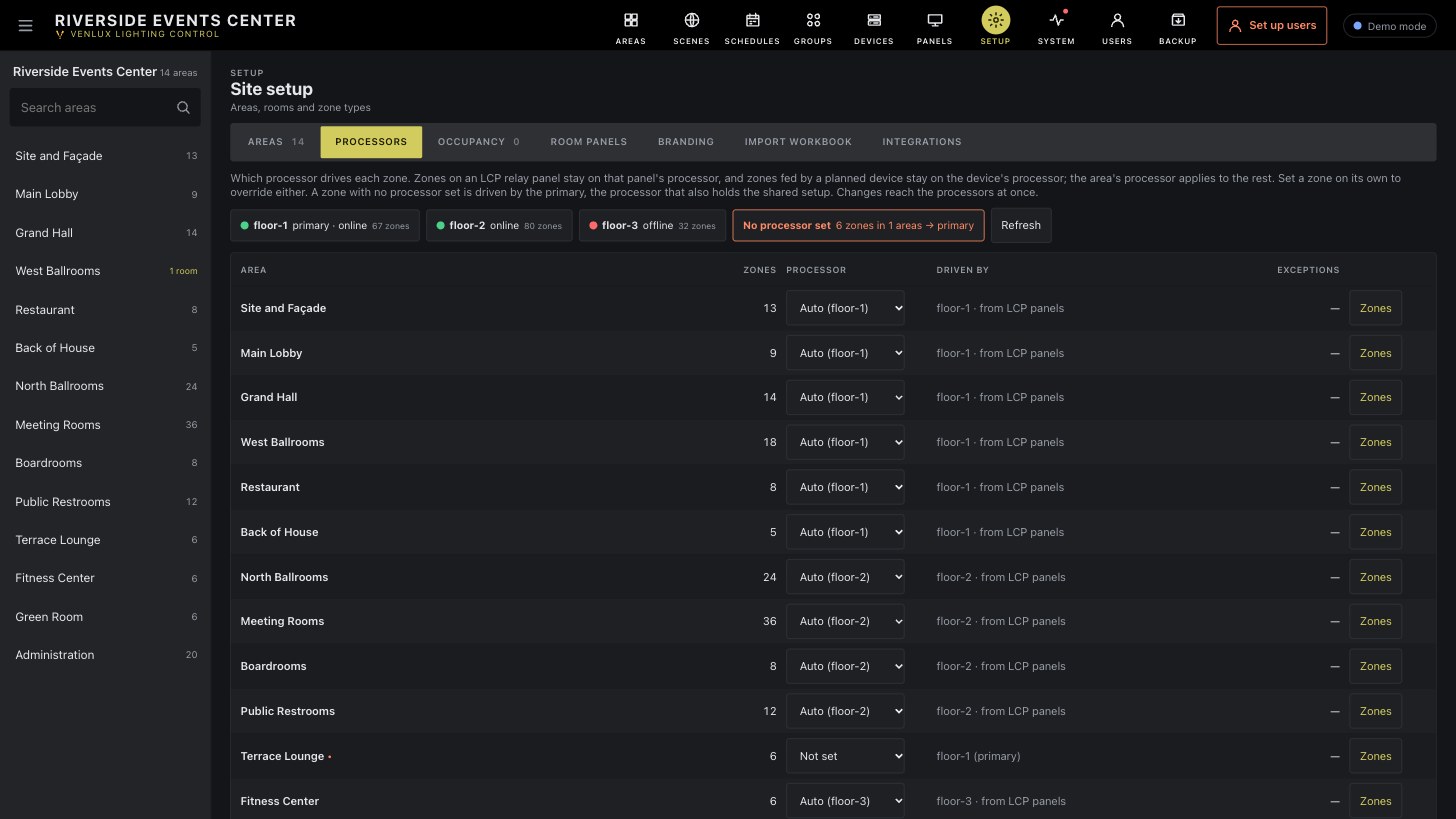 RIVERSIDE EVENTS CENTER
VENLUX LIGHTING CONTROL
AREAS
SCENES
SCHEDULES
GROUPS
DEVICES
PANELS
SETUP
SYSTEM
USERS
BACKUP
Set up users
Demo mode
Riverside Events Center 14 areas
Search areas
Site and Façade 13
Main Lobby 9
Grand Hall 14
West Ballrooms 1 room
Restaurant 8
Back of House 5
North Ballrooms 24
Meeting Rooms 36
Boardrooms 8
Public Restrooms 12
Terrace Lounge 6
Fitness Center 6
Green Room 6
Administration 20
SETUP
Site setup
Areas, rooms and zone types
AREAS 14 PROCESSORS OCCUPANCY 0 ROOM PANELS BRANDING IMPORT WORKBOOK INTEGRATIONS
Which processor drives each zone. Zones on an LCP relay panel stay on that panel's processor, and zones fed by a planned device stay on the device's processor; the area's processor applies to the rest. Set a zone on its own to
override either. A zone with no processor set is driven by the primary, the processor that also holds the shared setup. Changes reach the processors at once.
floor-1 primary · online 67 zones
floor-2 online 80 zones
floor-3 offline 32 zones
No processor set 6 zones in 1 areas → primary
Refresh
AREA ZONES PROCESSOR DRIVEN BY EXCEPTIONS
Site and Façade 13 Auto (floor-1) floor-1 · from LCP panels — Zones
Main Lobby 9 Auto (floor-1) floor-1 · from LCP panels — Zones
Grand Hall 14 Auto (floor-1) floor-1 · from LCP panels — Zones
West Ballrooms 18 Auto (floor-1) floor-1 · from LCP panels — Zones
Restaurant 8 Auto (floor-1) floor-1 · from LCP panels — Zones
Back of House 5 Auto (floor-1) floor-1 · from LCP panels — Zones
North Ballrooms 24 Auto (floor-2) floor-2 · from LCP panels — Zones
Meeting Rooms 36 Auto (floor-2) floor-2 · from LCP panels — Zones
Boardrooms 8 Auto (floor-2) floor-2 · from LCP panels — Zones
Public Restrooms 12 Auto (floor-2) floor-2 · from LCP panels — Zones
Terrace Lounge • 6 Not set floor-1 (primary) — Zones
Fitness Center 6 Auto (floor-3) floor-3 · from LCP panels — Zones